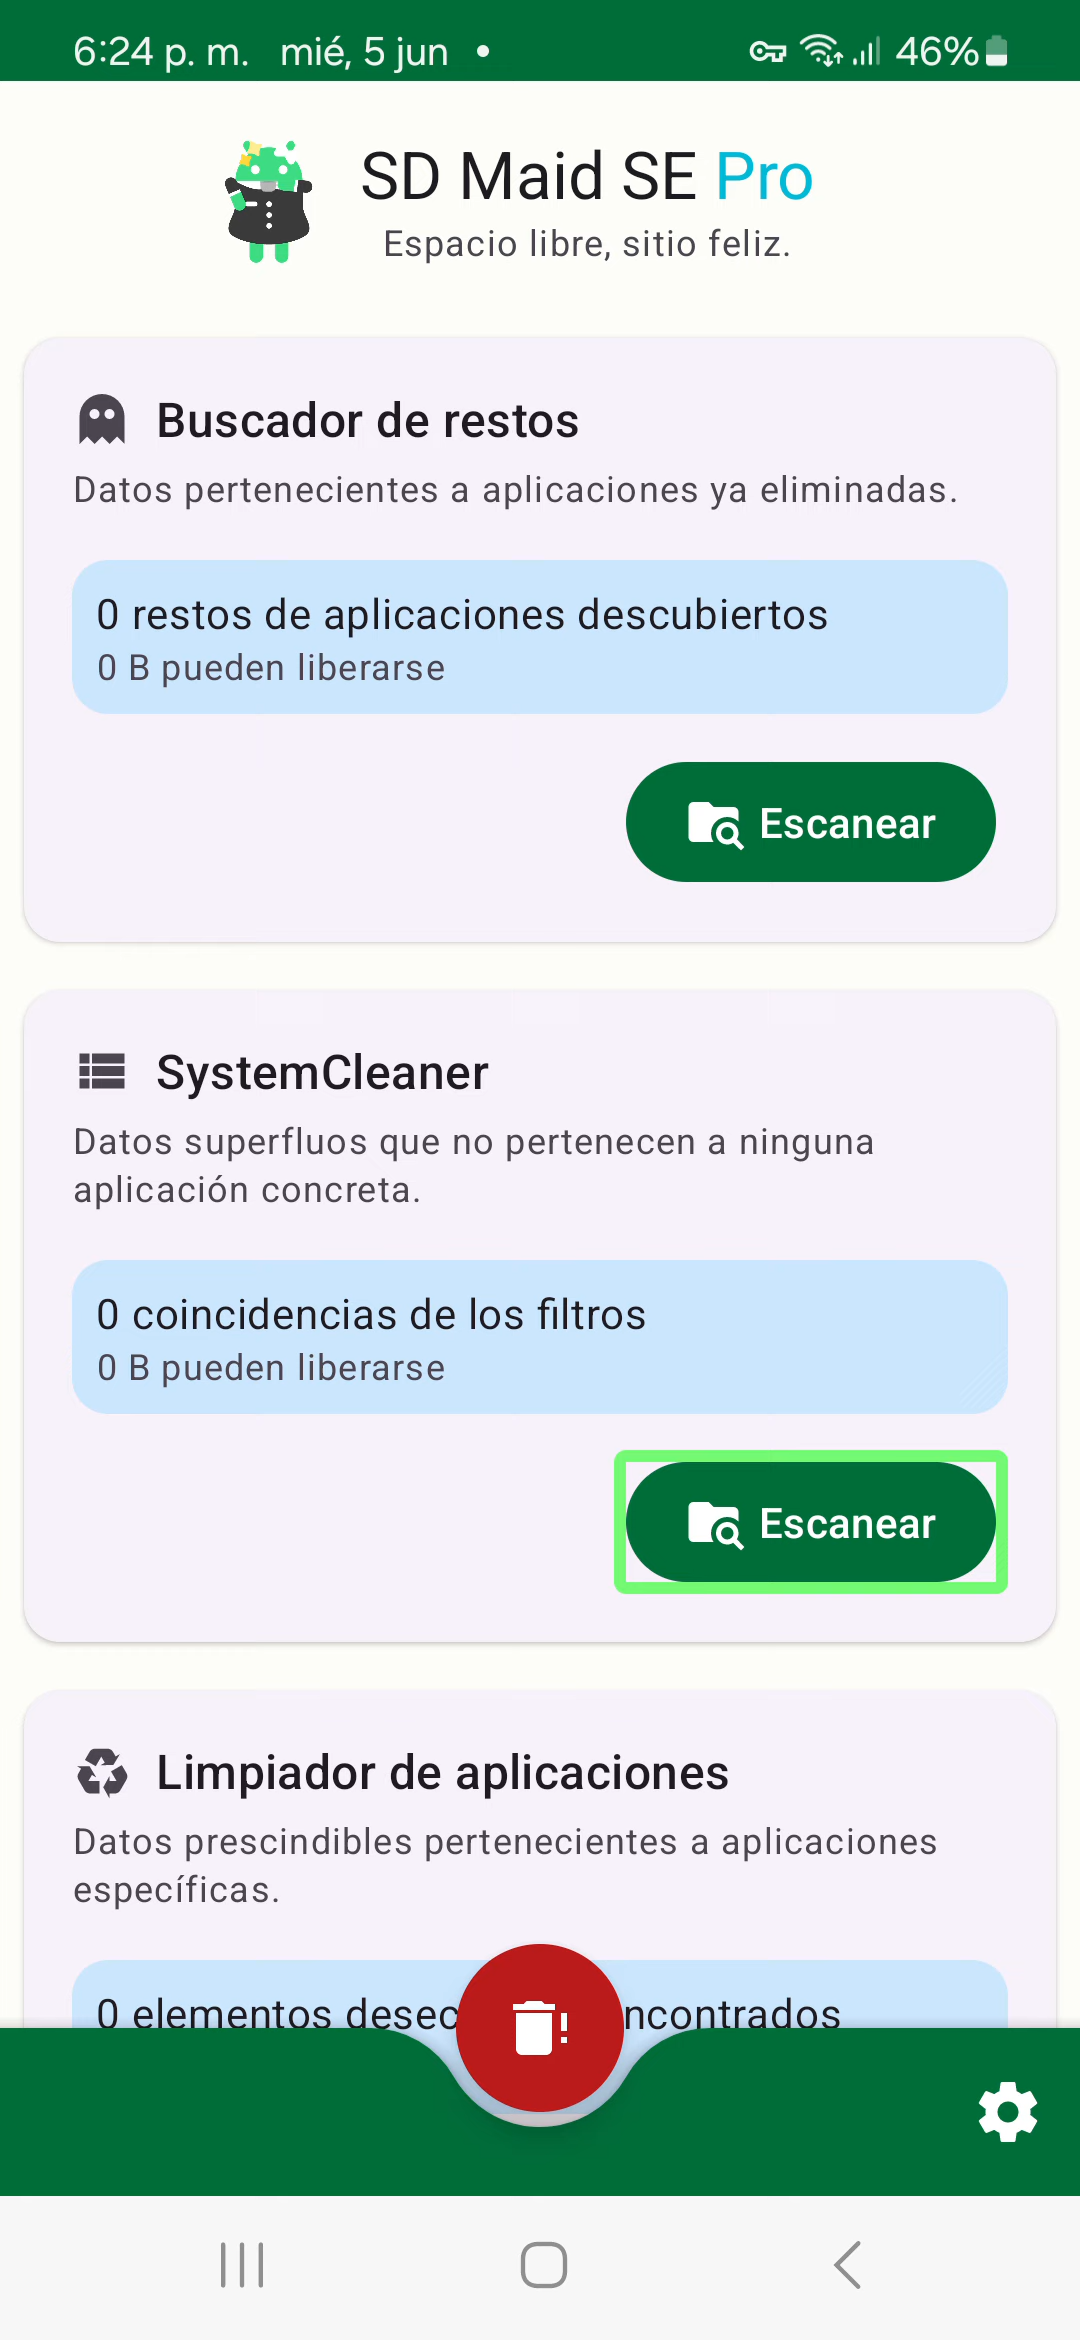 6:24 p. m. mié, 5 jun • 46%
SD Maid SE Pro
Espacio libre, sitio feliz.
Buscador de restos
Datos pertenecientes a aplicaciones ya eliminadas.
0 restos de aplicaciones descubiertos
0 B pueden liberarse
Escanear
SystemCleaner
Datos superfluos que no pertenecen a ninguna
aplicación concreta.
0 coincidencias de los filtros
0 B pueden liberarse
Escanear
Limpiador de aplicaciones
Datos prescindibles pertenecientes a aplicaciones
específicas.
0 elementos desec ncontrados